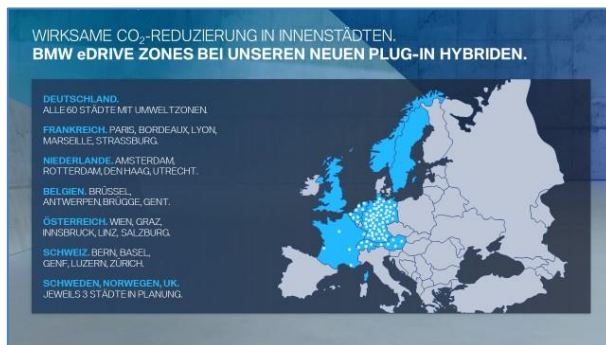 WIRKSAME CO₂-REDUZIERUNG IN INNENSTÄDTEN.
BMW eDRIVE ZONES BEI UNSEREN NEUEN PLUG-IN HYBRIDEN.
DEUTSCHLAND.
ALLE 60 STÄDTE MIT UMWELTZONEN.
FRANKREICH. PARIS, BORDEAUX, LYON,
MARSEILLE, STRASSBURG.
NIEDERLANDE. AMSTERDAM,
ROTTERDAM, DEN HAAG, UTRECHT.
BELGIEN. BRÜSSEL,
ANTWERPEN, BRÜGGE, GENT.
ÖSTERREICH. WIEN, GRAZ,
INNSBRUCK, LINZ, SALZBURG.
SCHWEIZ. BERN, BASEL,
GENF, LUZERN, ZÜRICH.
SCHWEDEN, NORWEGEN, UK.
JEWEILS 3 STÄDTE IN PLANUNG.